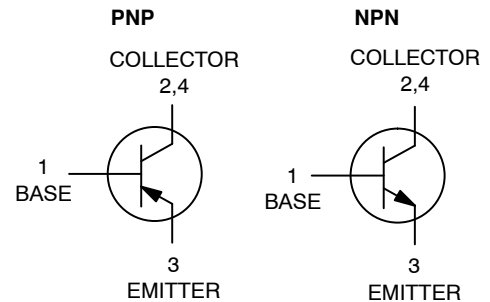 PNP
COLLECTOR
2,4
1
BASE
3
EMITTER
NPN
COLLECTOR
2,4
1
BASE
3
EMITTER